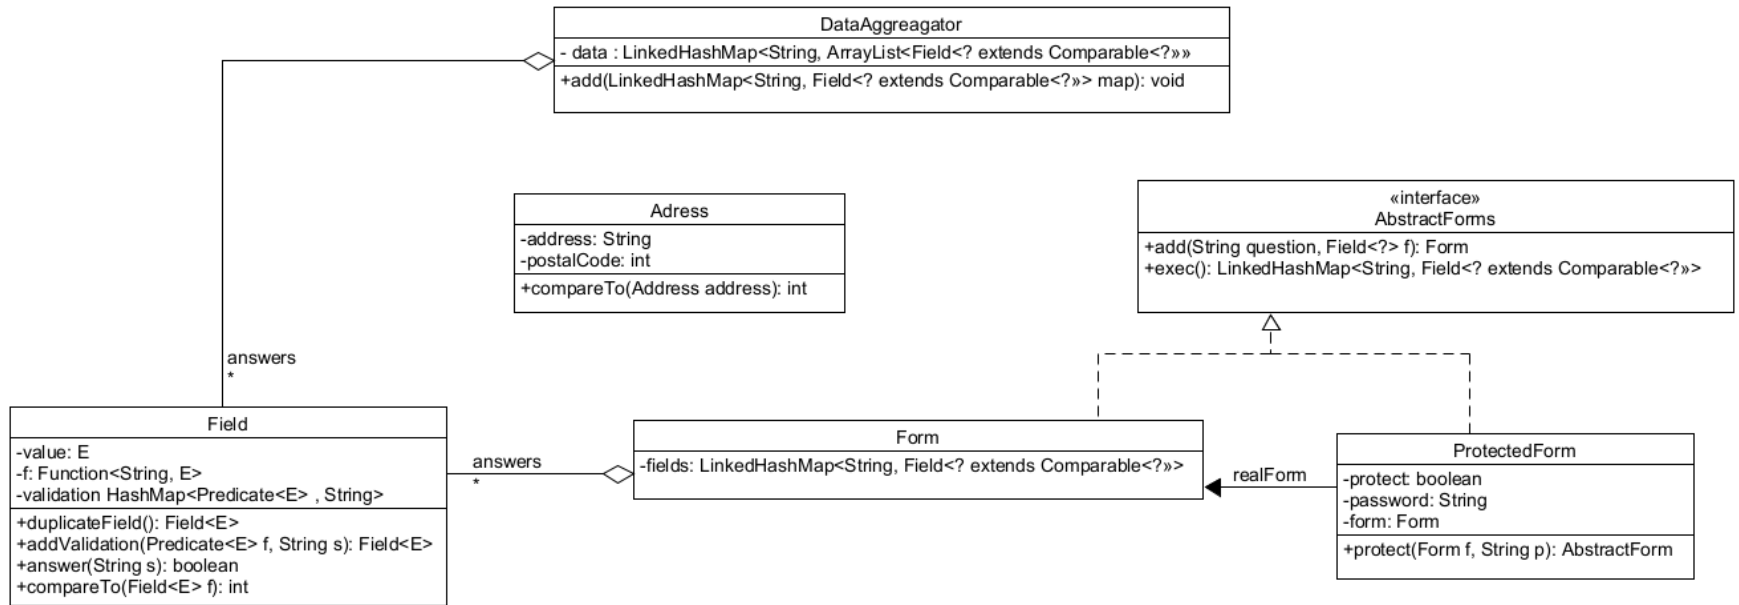 DataAggreagator
- data : LinkedHashMap<String, ArrayList<Field<? extends Comparable<?»»
+add(LinkedHashMap<String, Field<? extends Comparable<?»> map): void
Adress
-address: String
-postalCode: int
+compareTo(Address address): int
«interface»
AbstractForms
+add(String question, Field<?> f): Form
+exec(): LinkedHashMap<String, Field<? extends Comparable<?»>
answers
*
Field
-value: E
-f: Function<String, E>
-validation HashMap<Predicate<E> , String>
+duplicateField(): Field<E>
+addValidation(Predicate<E> f, String s): Field<E>
+answer(String s): boolean
+compareTo(Field<E> f): int
answers
*
Form
-fields: LinkedHashMap<String, Field<? extends Comparable<?»>
realForm
ProtectedForm
-protect: boolean
-password: String
-form: Form
+protect(Form f, String p): AbstractForm